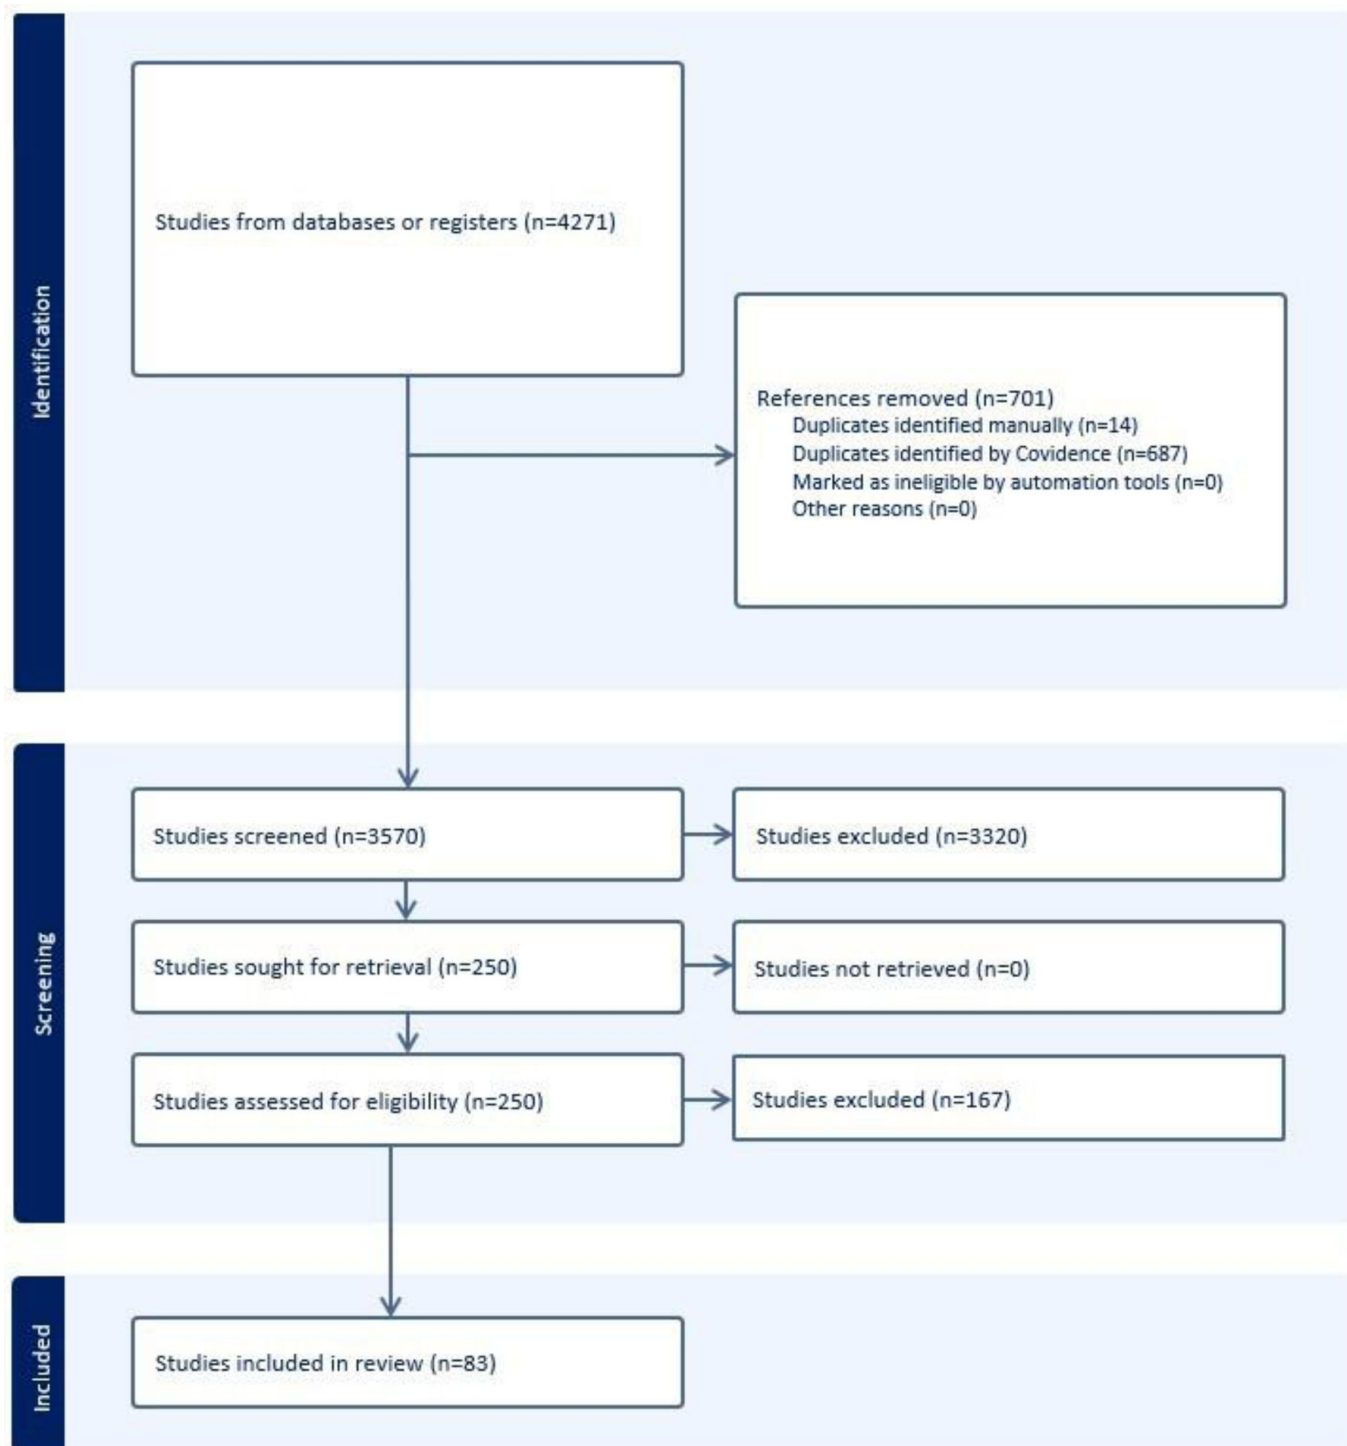 Identification
Studies from databases or registers (n=4271)
References removed (n=701)
Duplicates identified manually (n=14)
Duplicates identified by Covidence (n=687)
Marked as ineligible by automation tools (n=0)
Other reasons (n=0)
Screening
Studies screened (n=3570)
Studies excluded (n=3320)
Studies sought for retrieval (n=250)
Studies not retrieved (n=0)
Studies assessed for eligibility (n=250)
Studies excluded (n=167)
Included
Studies included in review (n=83)